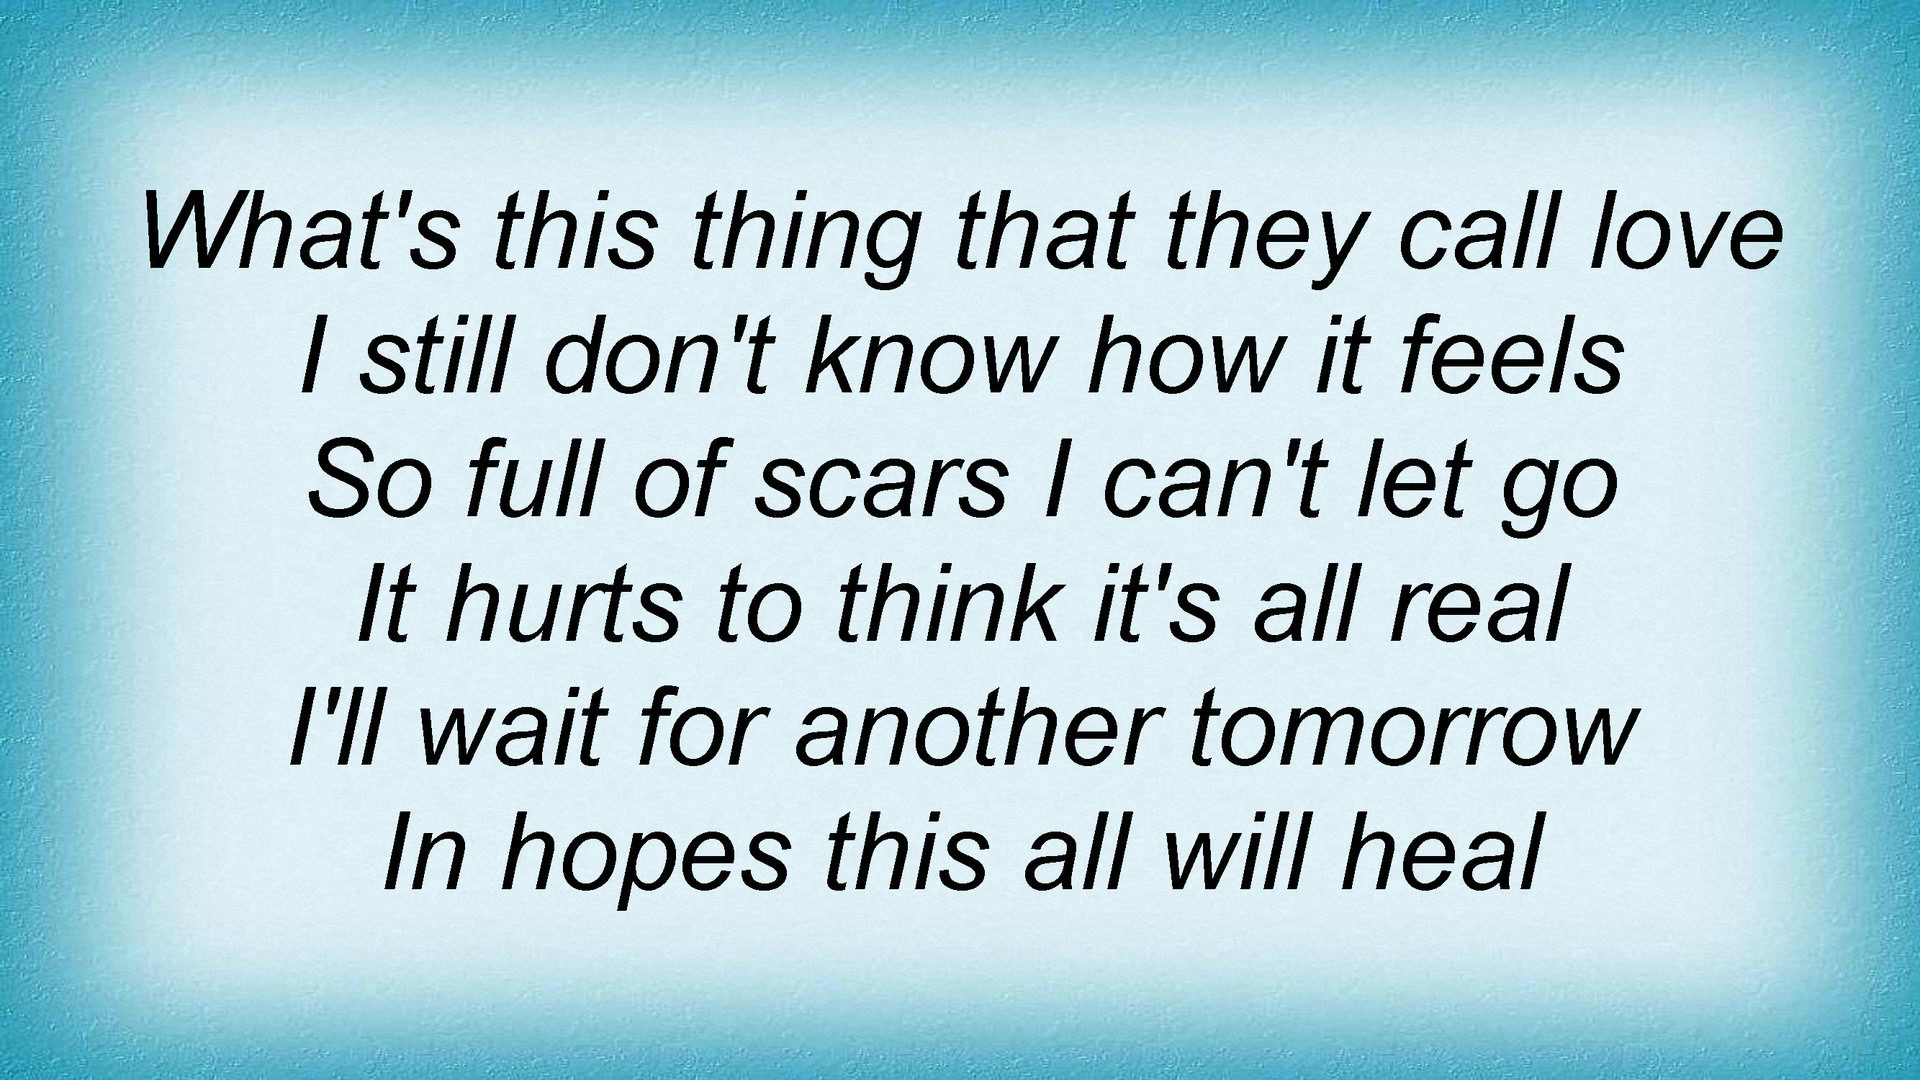 What's this thing that they call love
I still don't know how it feels
So full of scars I can't let go
It hurts to think it's all real
I'll wait for another tomorrow
In hopes this all will heal